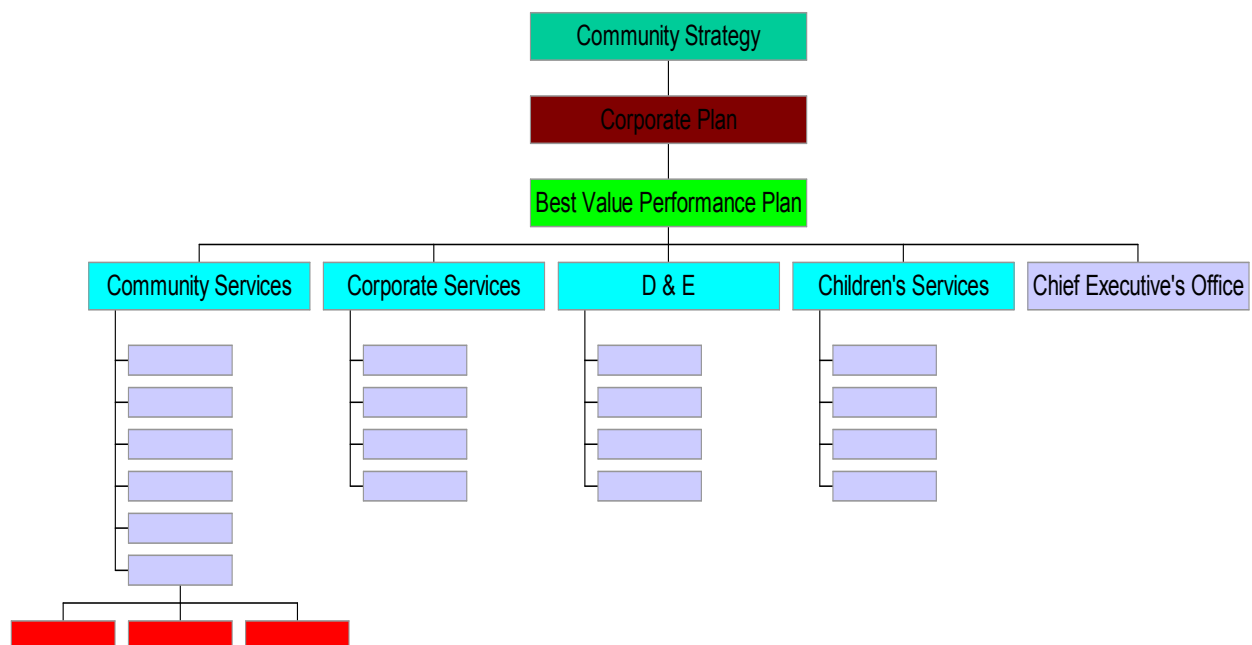 Community Strategy
Corporate Plan
Best Value Performance Plan
Community Services
Corporate Services
D & E
Children's Services
Chief Executive's Office